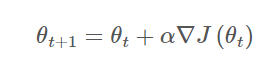 θ_{t+1} = θ_t + α∇J (θ_t)